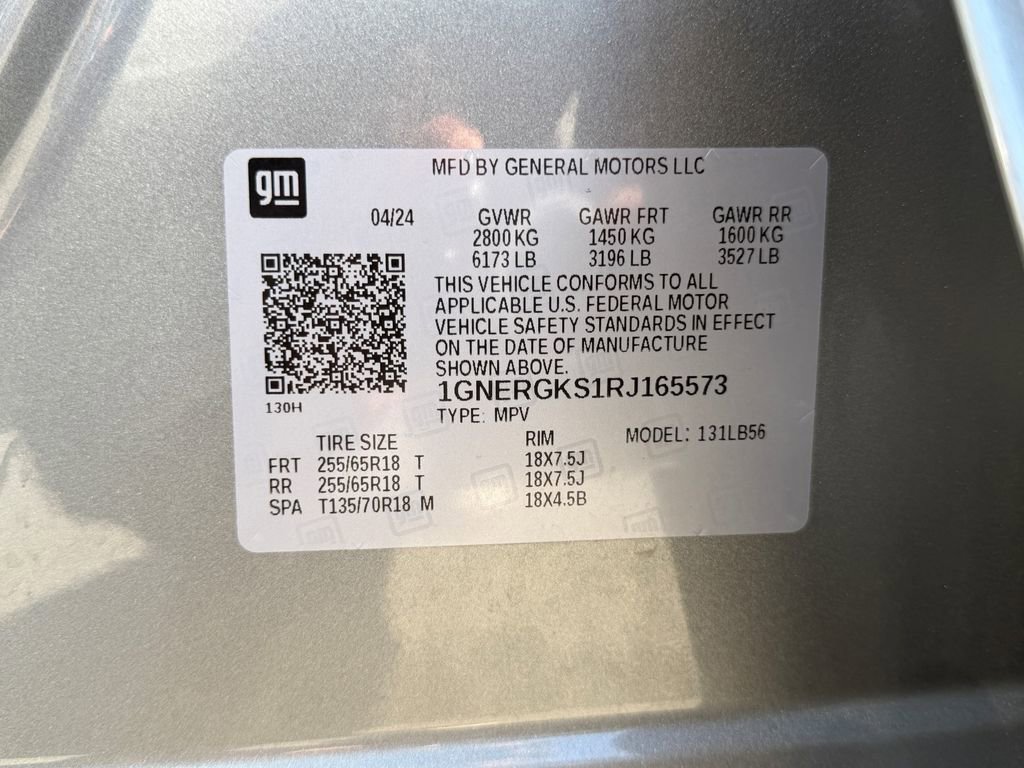 gm
MFD BY GENERAL MOTORS LLC
04/24 GVWR GAWR FRT GAWR RR
2800 KG 1450 KG 1600 KG
6173 LB 3196 LB 3527 LB
THIS VEHICLE CONFORMS TO ALL
APPLICABLE U.S. FEDERAL MOTOR
VEHICLE SAFETY STANDARDS IN EFFECT
ON THE DATE OF MANUFACTURE
SHOWN ABOVE.
1GNERGKS1RJ165573
130H
TYPE: MPV
TIRE SIZE RIM MODEL: 131LB56
FRT 255/65R18 T 18X7.5J
RR 255/65R18 T 18X7.5J
SPA T135/70R18 M 18X4.5B